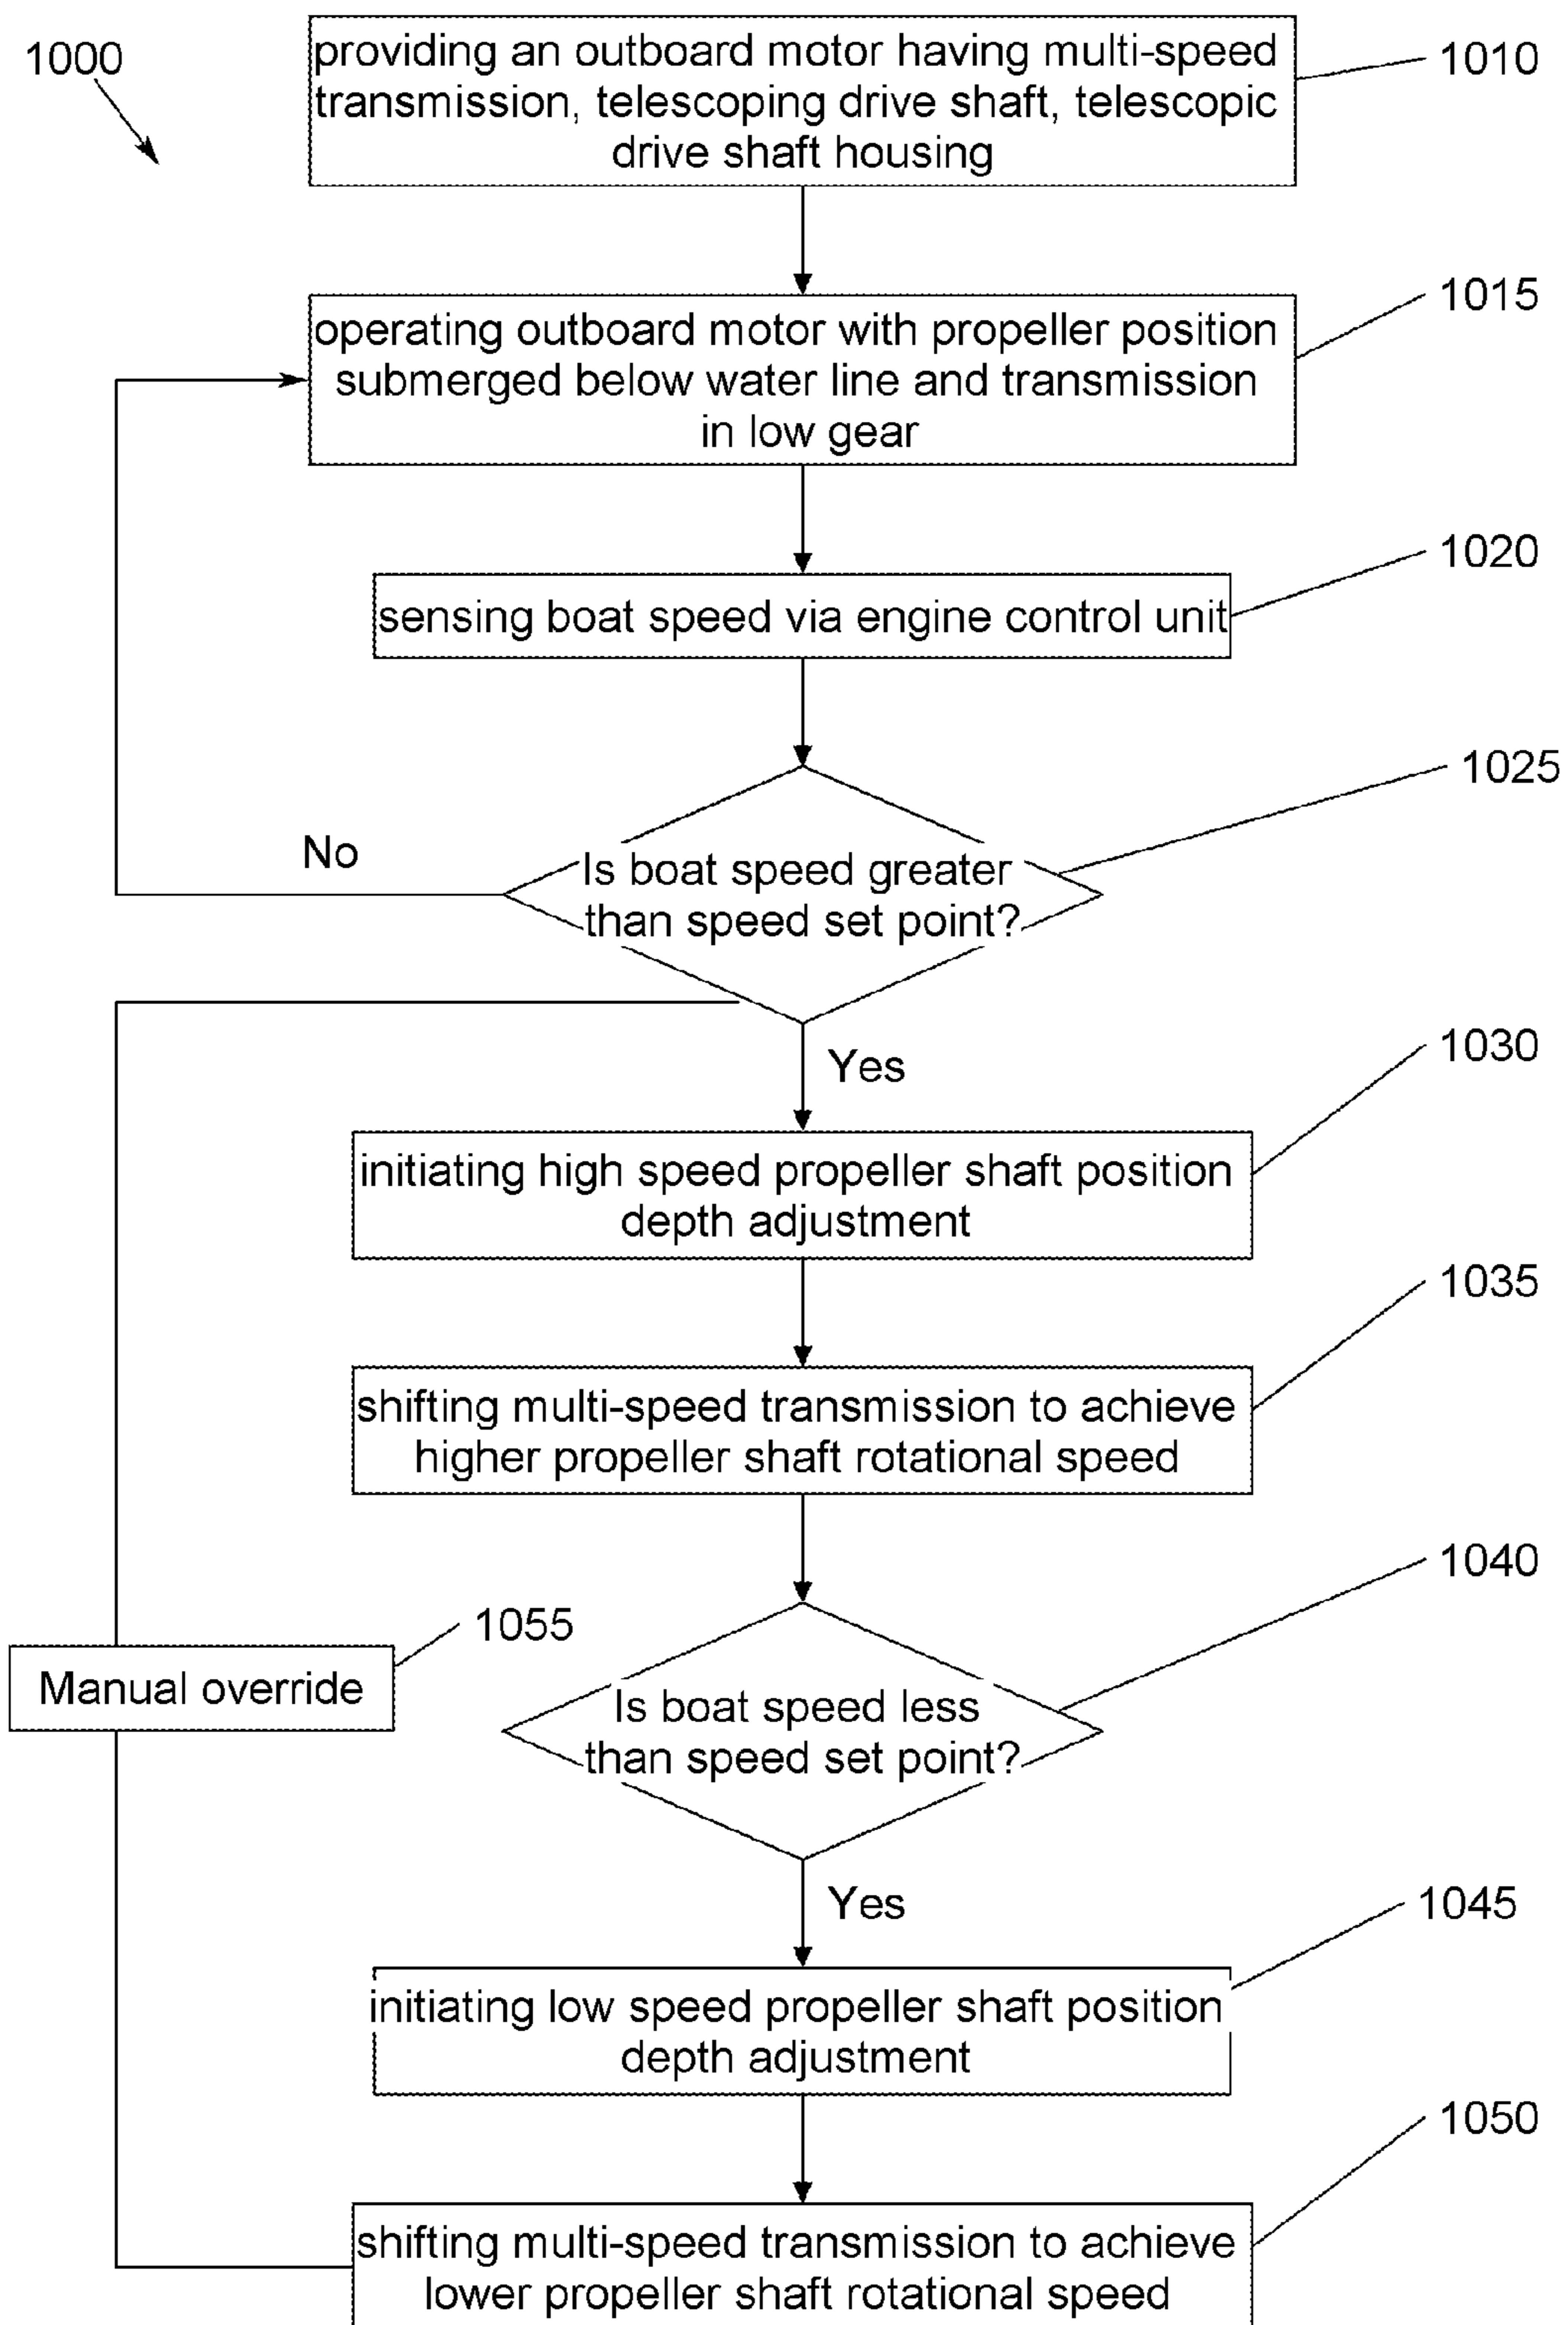 1000
providing an outboard motor having multi-speed
transmission, telescoping drive shaft, telescopic
drive shaft housing
1010
operating outboard motor with propeller position
submerged below water line and transmission
in low gear
1015
sensing boat speed via engine control unit
1020
Is boat speed greater
than speed set point?
1025
No
Yes
initiating high speed propeller shaft position
depth adjustment
1030
shifting multi-speed transmission to achieve
higher propeller shaft rotational speed
1035
Is boat speed less
than speed set point?
1040
Manual override
1055
Yes
initiating low speed propeller shaft position
depth adjustment
1045
shifting multi-speed transmission to achieve
lower propeller shaft rotational speed
1050